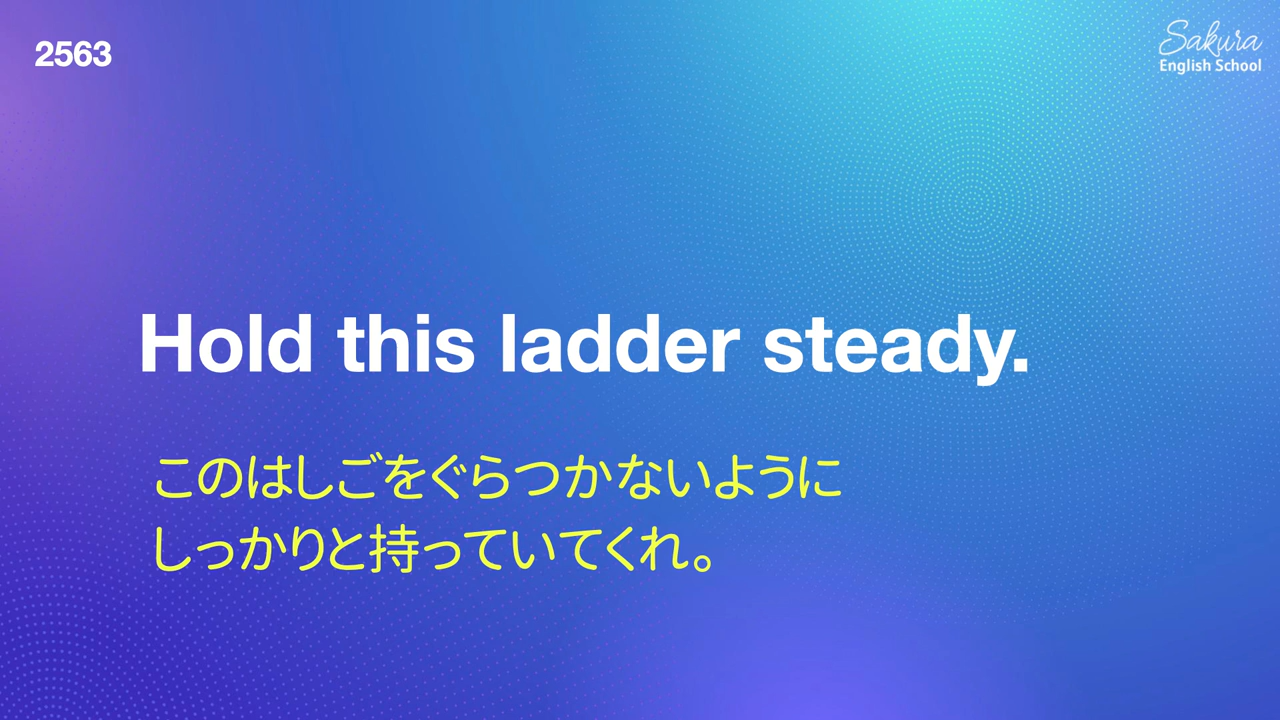 2563
Sakura
English School
Hold this ladder steady.
このはしごをぐらつかないように
しっかりと持っていてくれ。